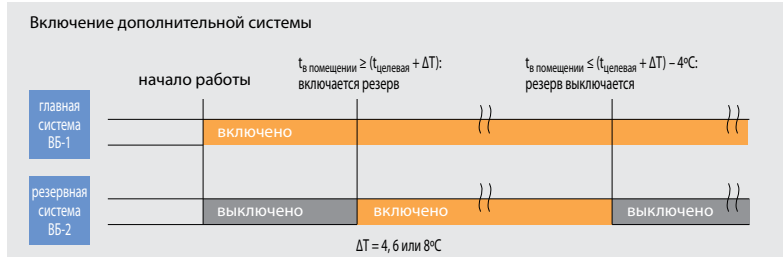 Включение дополнительной системы
начало работы
tв помещении ≥ (tцелевая + ΔT):
включается резерв
tв помещении ≤ (tцелевая + ΔT) – 4ºC:
резерв выключается
главная
система
ВБ-1
включено
резервная
система
ВБ-2
выключено
включено
выключено
ΔT = 4, 6 или 8ºC